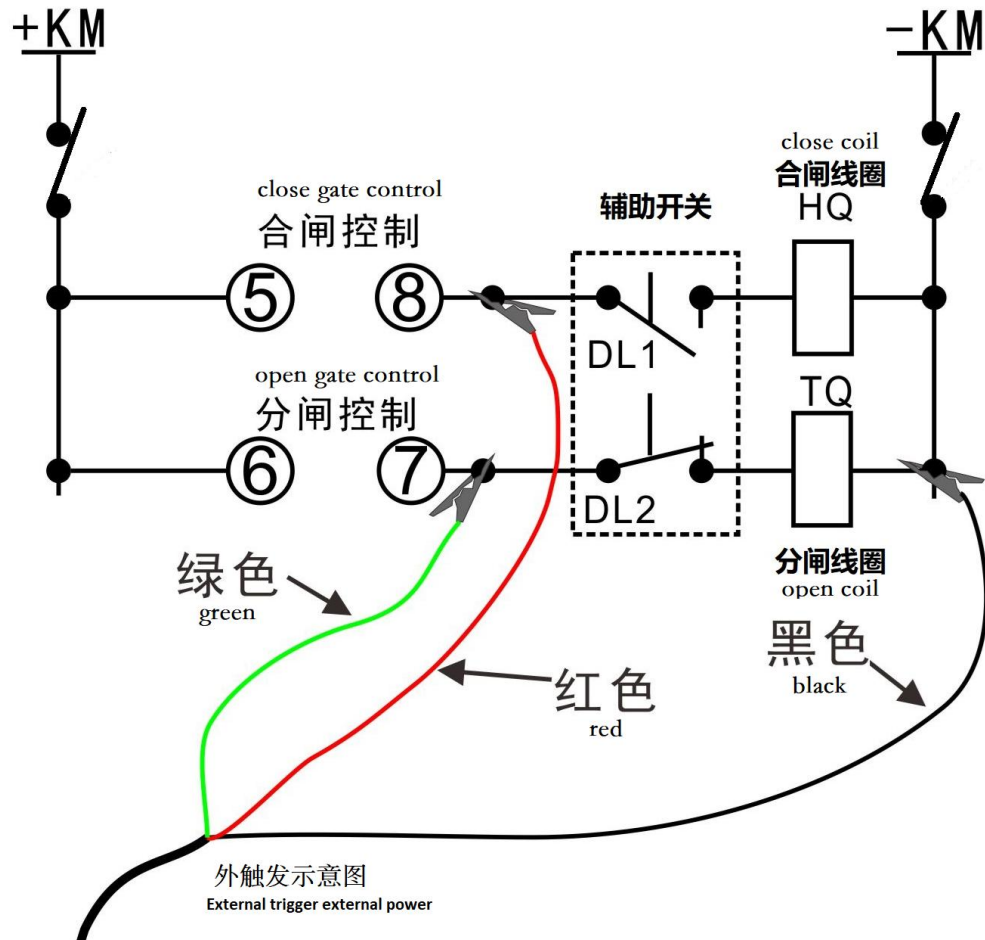 +KM
−KM
close coil
合闸线圈
HQ
close gate control
合闸控制
辅助开关
⑤
⑧
DL1
open gate control
分闸控制
TQ
⑥
⑦
DL2
分闸线圈
open coil
绿色
green
黑色
black
红色
red
外触发示意图
External trigger external power